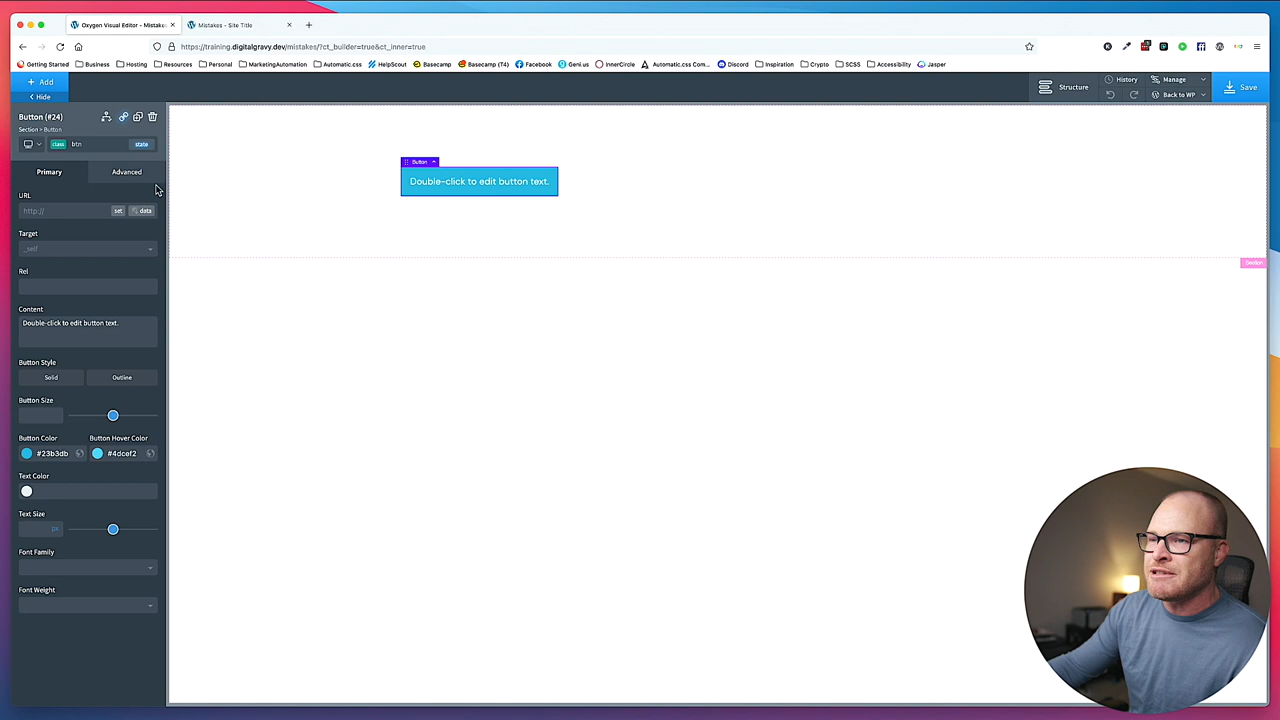 Oxygen Visual Editor - Mistake
Mistakes - Site Title
https://training.digitalgravy.dev/mistakes/?ct_builder=true&ct_inner=true
Getting Started
Business
Hosting
Resources
Personal
MarketingAutomation
Automatic.css
HelpScout
Basecamp
Basecamp (T4)
Facebook
Geni.us
InnerCircle
Automatic.css Com...
Discord
Inspiration
Crypto
SCSS
Accessibility
Jasper
+ Add
< Hide
Structure
History
Manage
Back to WP
Save
Button (#24)
Section > Button
class btn
state
Primary
Advanced
URL
http://
set
data
Target
_self
Rel
Content
Double-click to edit button text.
Button Style
Solid
Outline
Button Size
Button Color
Button Hover Color
#23b3db
#4dcef2
Text Color
Text Size
px
Font Family
Font Weight
Button
Double-click to edit button text.
Section